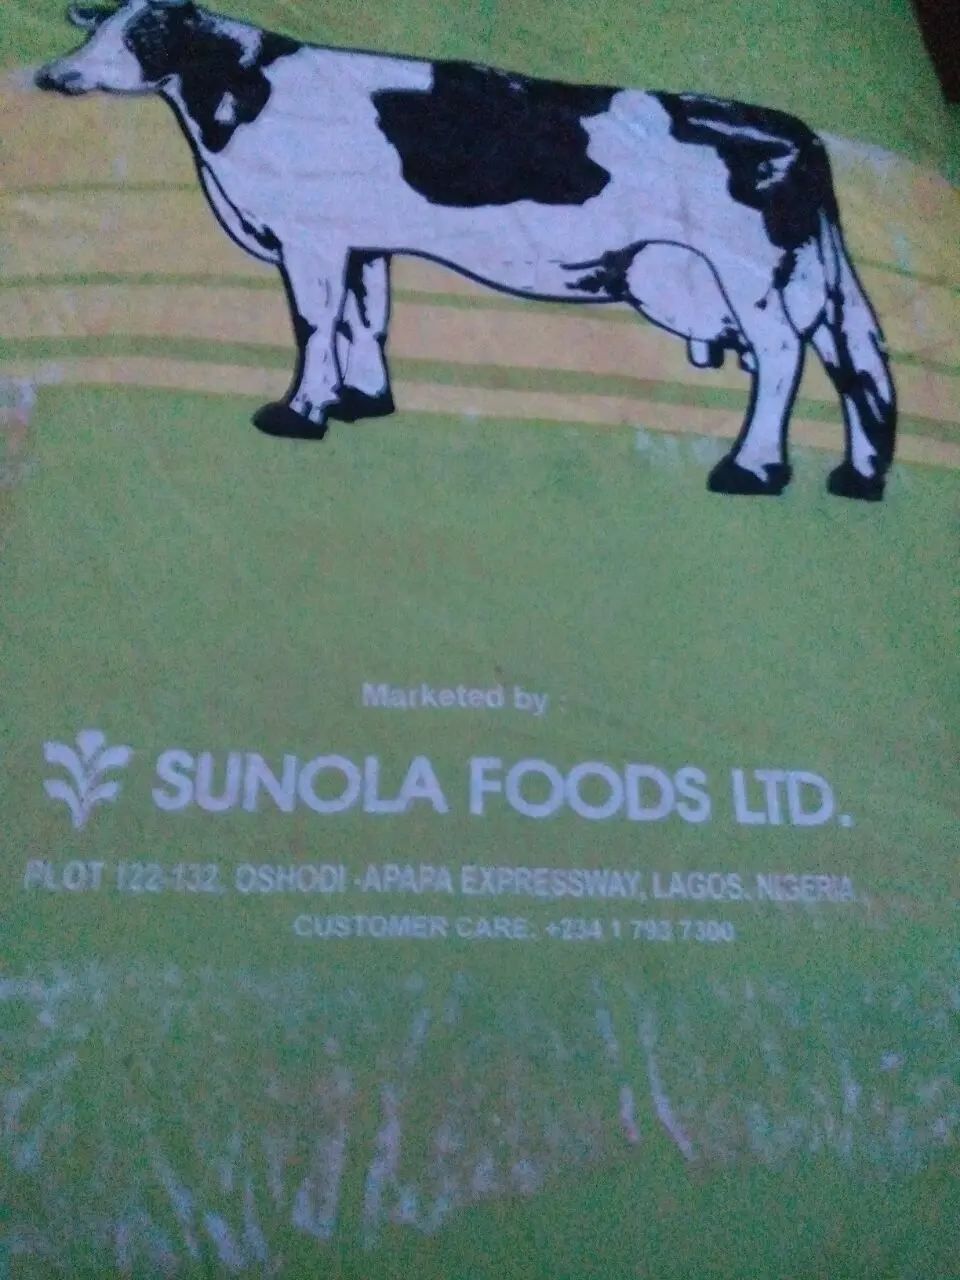 Marketed by :
SUNOLA FOODS LTD.
PLOT 122-132, OSHODI -APAPA EXPRESSWAY, LAGOS. NIGERIA.
CUSTOMER CARE: +234 1 793 7300